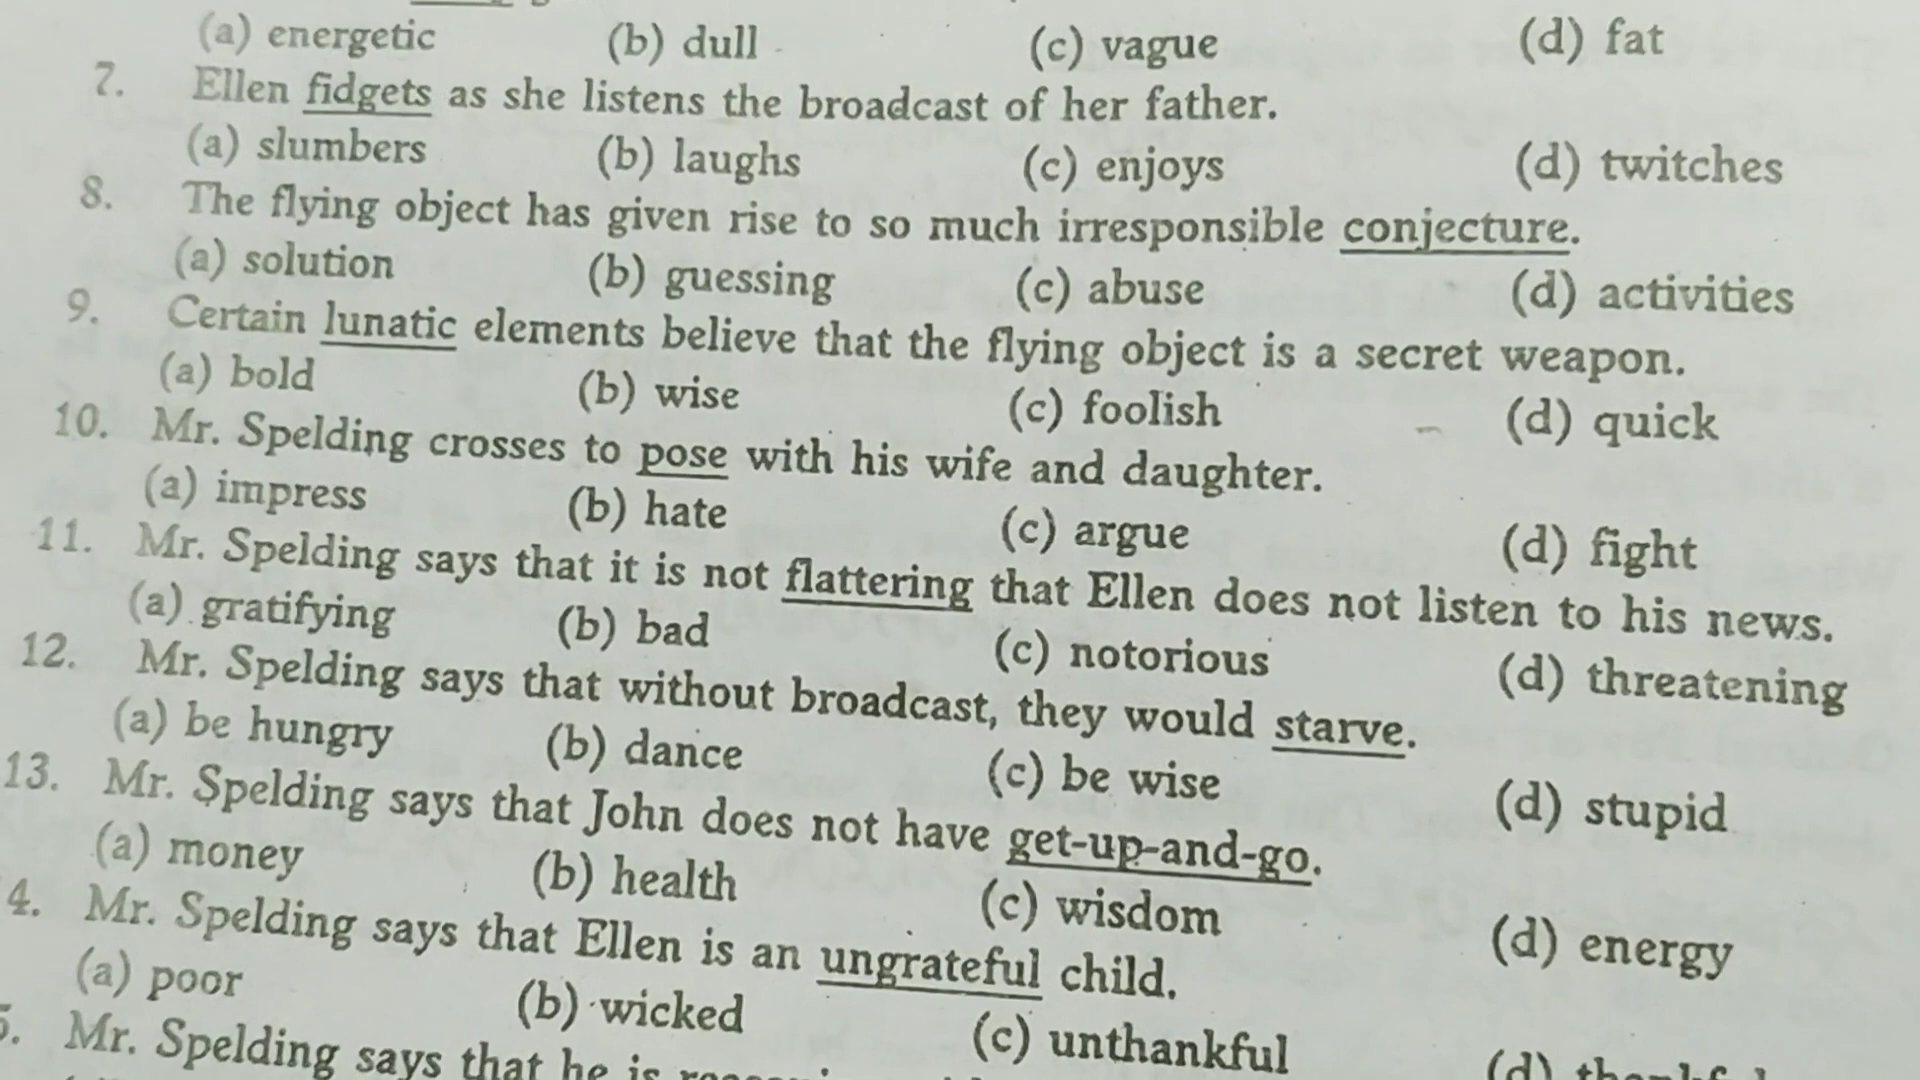 (a) energetic (b) dull (c) vague (d) fat
7. Ellen fidgets as she listens the broadcast of her father.
(a) slumbers (b) laughs (c) enjoys (d) twitches
8. The flying object has given rise to so much irresponsible conjecture.
(a) solution (b) guessing (c) abuse (d) activities
9. Certain lunatic elements believe that the flying object is a secret weapon.
(a) bold (b) wise (c) foolish (d) quick
10. Mr. Spelding crosses to pose with his wife and daughter.
(a) impress (b) hate (c) argue (d) fight
11. Mr. Spelding says that it is not flattering that Ellen does not listen to his news.
(a) gratifying (b) bad (c) notorious (d) threatening
12. Mr. Spelding says that without broadcast, they would starve.
(a) be hungry (b) dance (c) be wise (d) stupid
13. Mr. Spelding says that John does not have get-up-and-go.
(a) money (b) health (c) wisdom (d) energy
4. Mr. Spelding says that Ellen is an ungrateful child.
(a) poor (b) wicked (c) unthankful (d)
5. Mr. Spelding says that he is